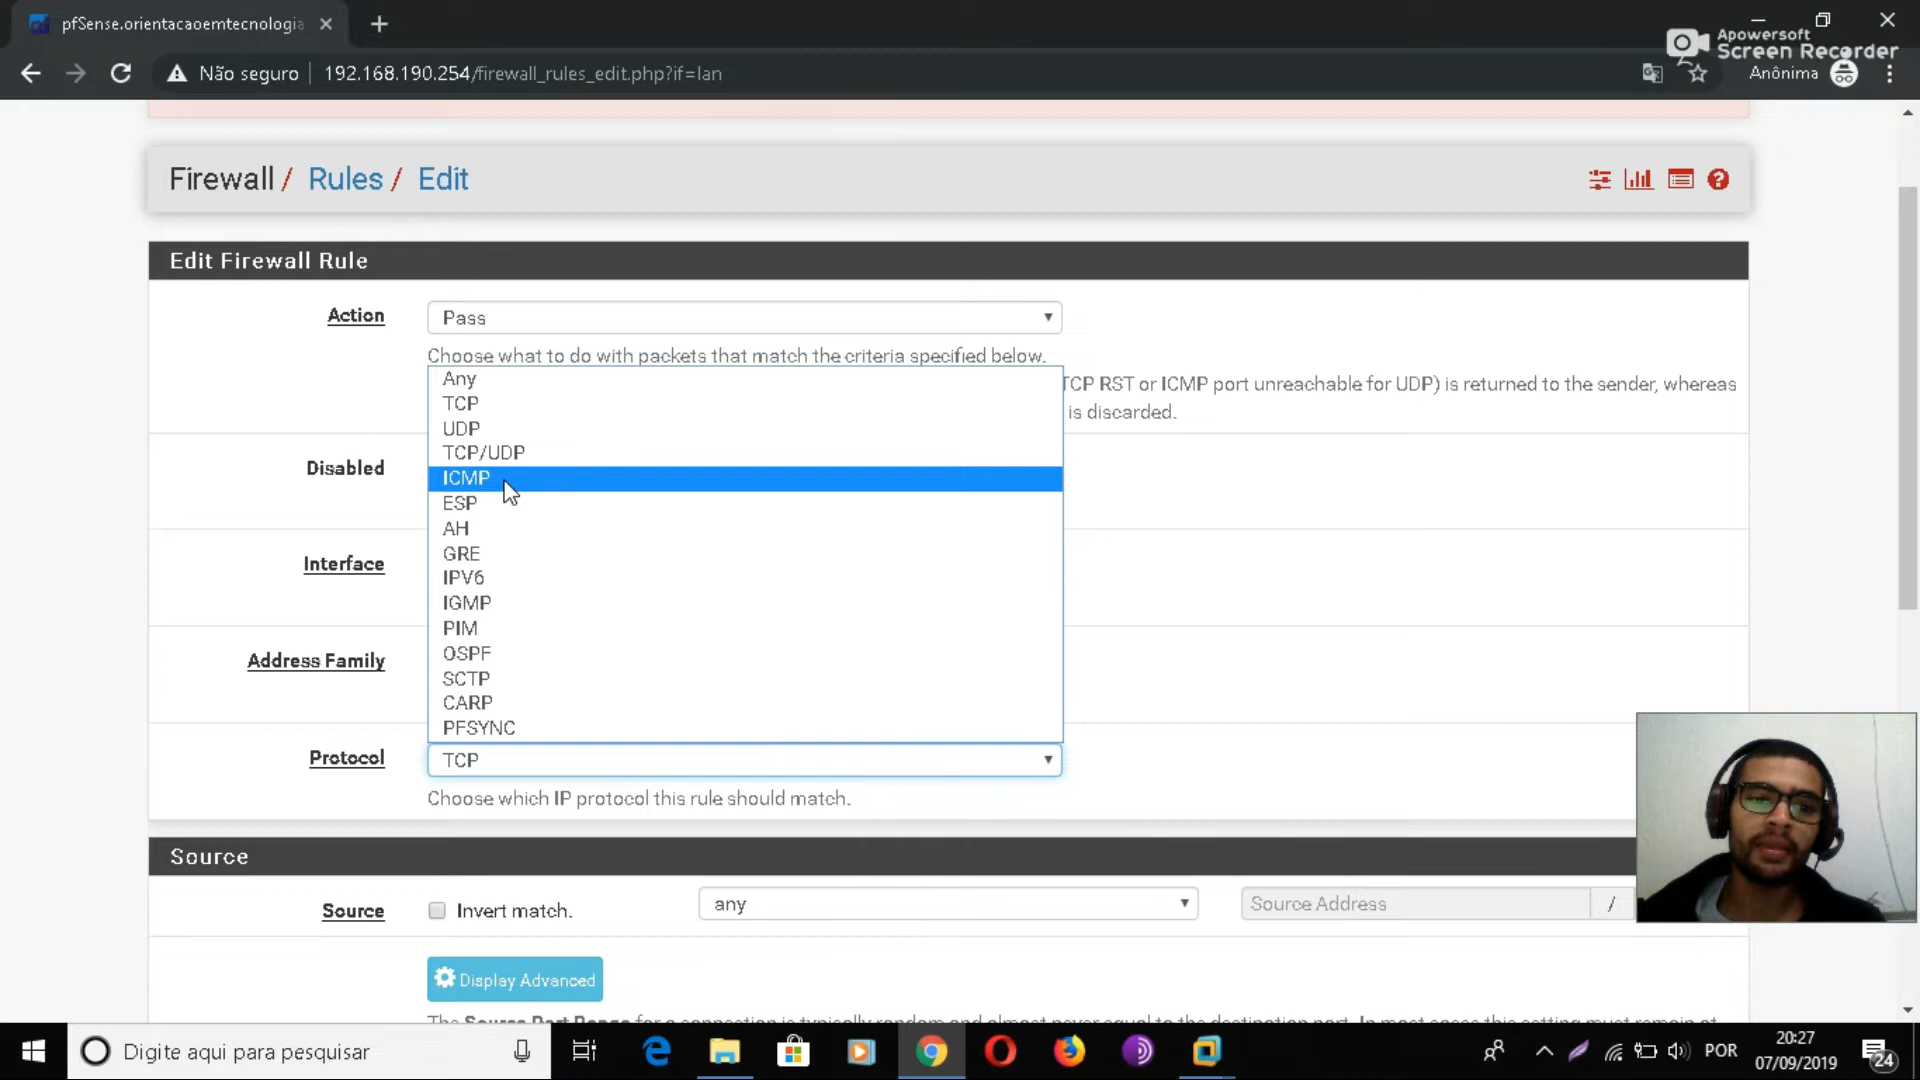 pfSense.orientacaoemtecnologia
Apowersoft
Screen Recorder
Não seguro
192.168.190.254/firewall_rules_edit.php?if=lan
Anônima
Firewall / Rules / Edit
Edit Firewall Rule
Action
Pass
Choose what to do with packets that match the criteria specified below.
TCP RST or ICMP port unreachable for UDP) is returned to the sender, whereas
is discarded.
Any
TCP
UDP
TCP/UDP
ICMP
ESP
AH
GRE
IPV6
IGMP
PIM
OSPF
SCTP
CARP
PFSYNC
Disabled
Interface
Address Family
Protocol
TCP
Choose which IP protocol this rule should match.
Source
Source
Invert match.
any
Source Address
/
Display Advanced
The Source Port Range for a connection is typically random and almost never equal to the destination port. In most cases this setting must remain at
Digite aqui para pesquisar
POR
20:27
07/09/2019
24